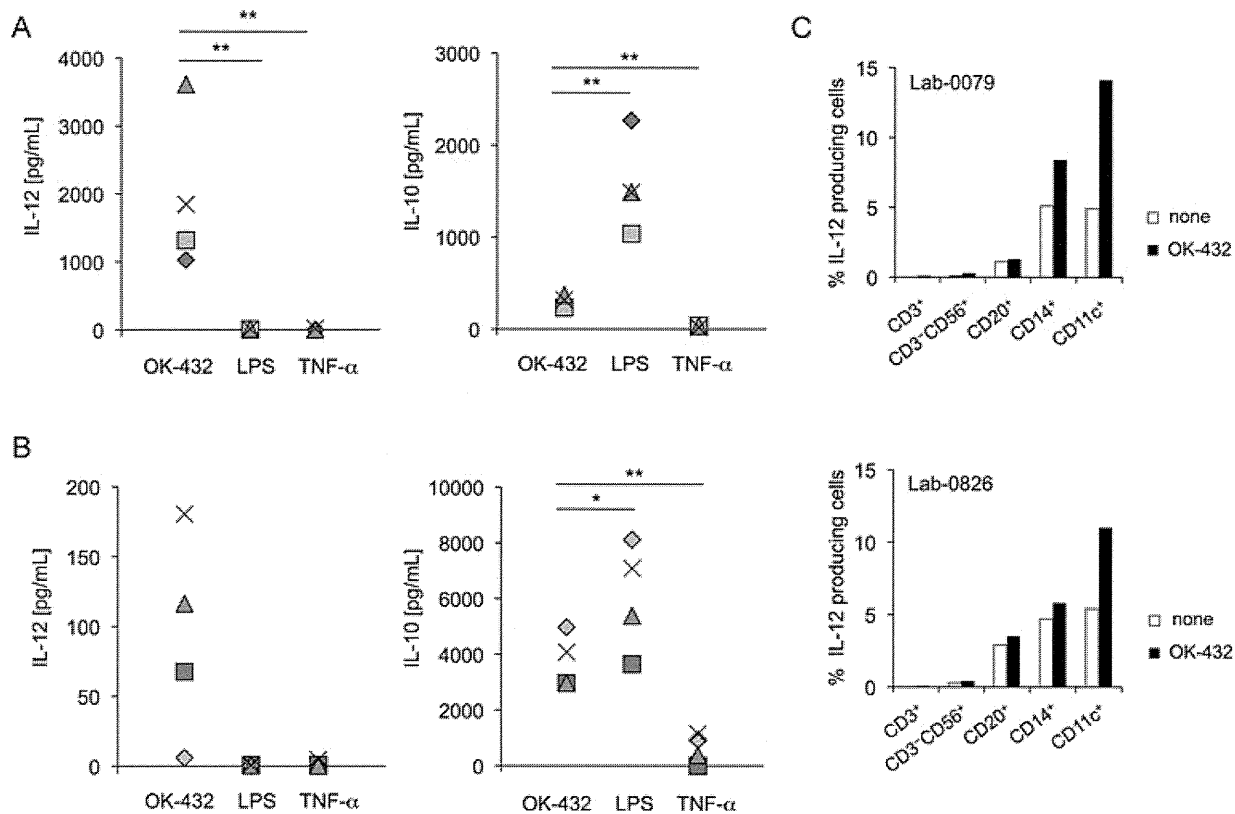 A
**
**
IL-12 [pg/mL]
4000
3000
2000
1000
0
OK-432 LPS TNF-α
**
**
IL-10 [pg/mL]
3000
2000
1000
0
OK-432 LPS TNF-α
B
IL-12 [pg/mL]
200
150
100
50
0
OK-432 LPS TNF-α
**
*
IL-10 [pg/mL]
10000
8000
6000
4000
2000
0
OK-432 LPS TNF-α
C
Lab-0079
% IL-12 producing cells
15
10
5
0
CD3⁺
CD3⁻CD56⁺
CD20⁺
CD14⁺
CD11c⁺
none
OK-432
Lab-0826
% IL-12 producing cells
15
10
5
0
CD3⁺
CD3⁻CD56⁺
CD20⁺
CD14⁺
CD11c⁺
none
OK-432